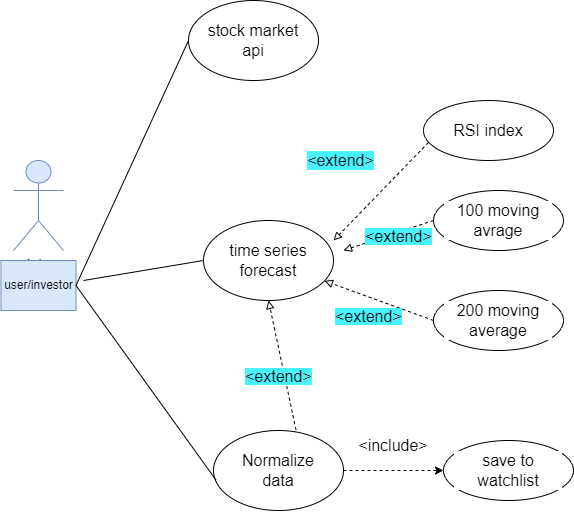 stock market
api
RSI index
<extend>
100 moving
avrage
<extend>
time series
forecast
user/investor
200 moving
average
<extend>
<extend>
<include>
Normalize
data
save to
watchlist